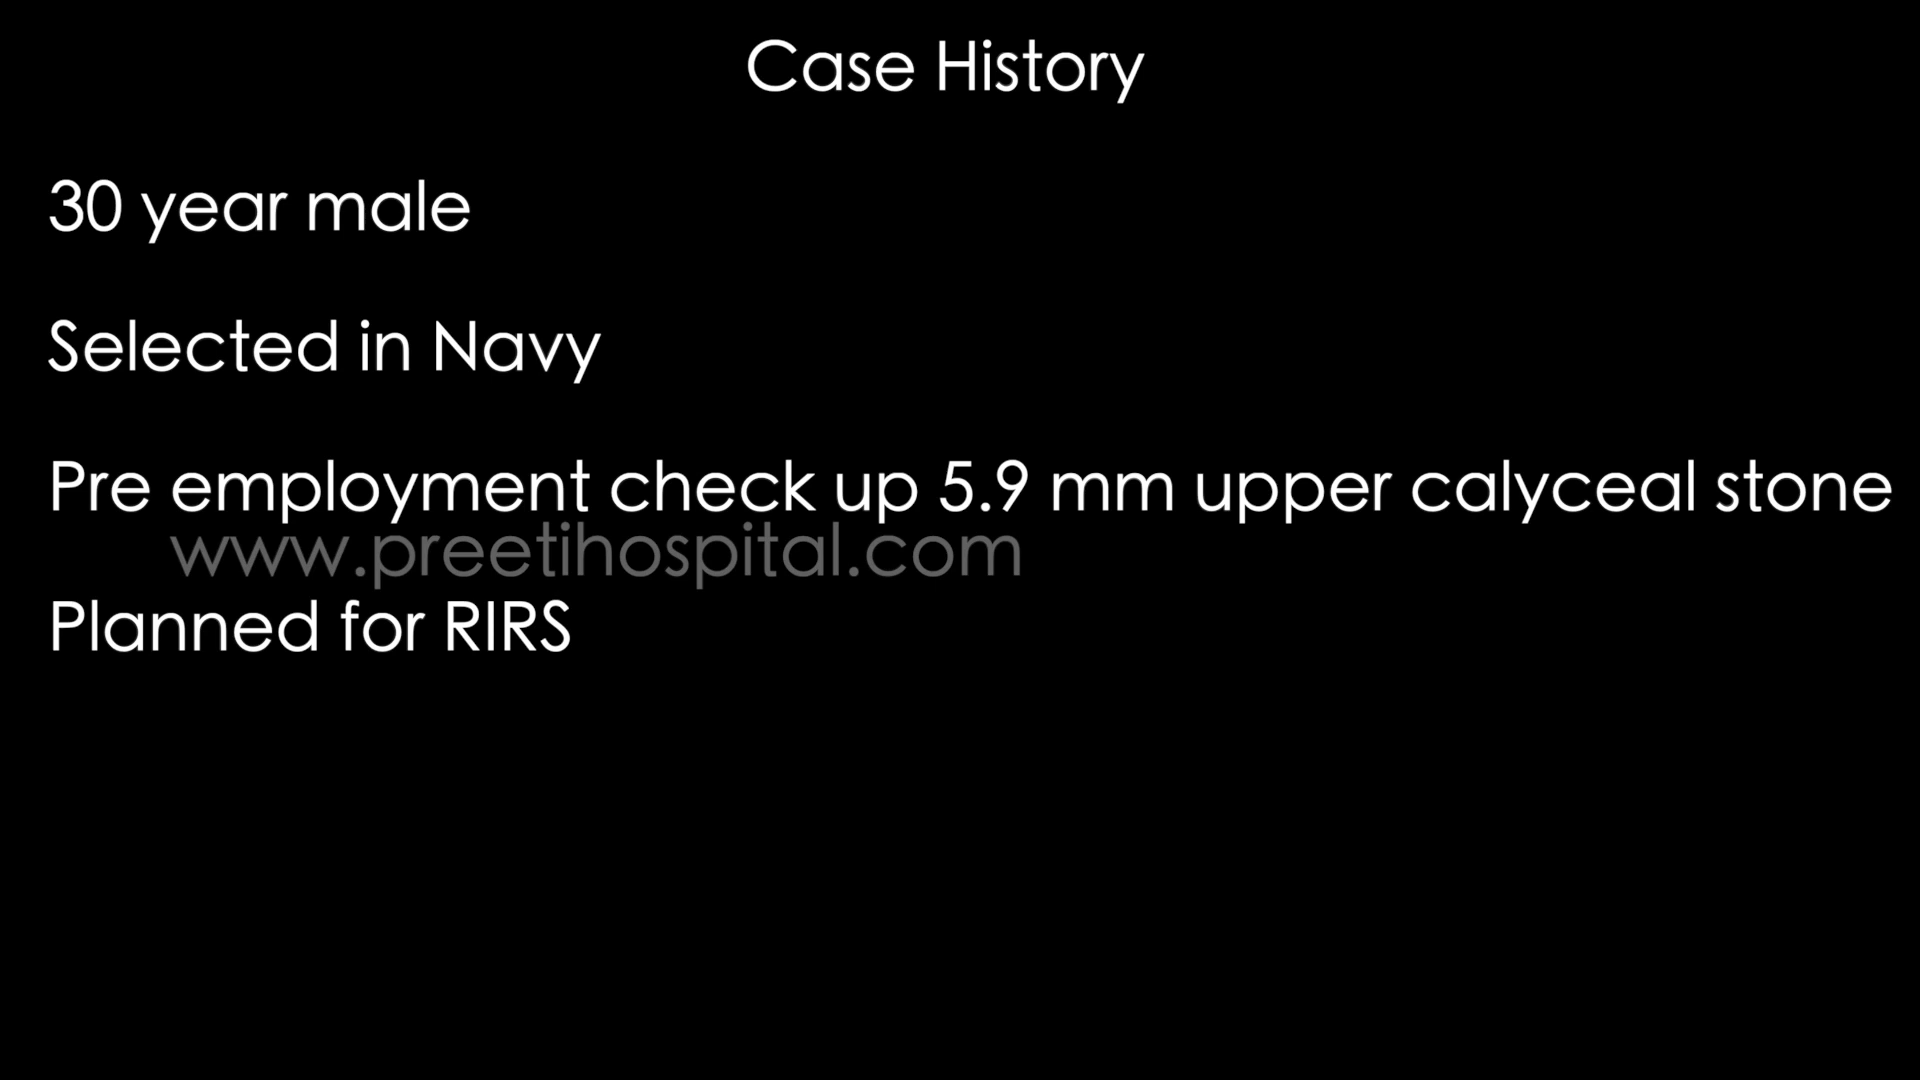 Case History
30 year male
Selected in Navy
Pre employment check up 5.9 mm upper calyceal stone
www.preetihospital.com
Planned for RIRS